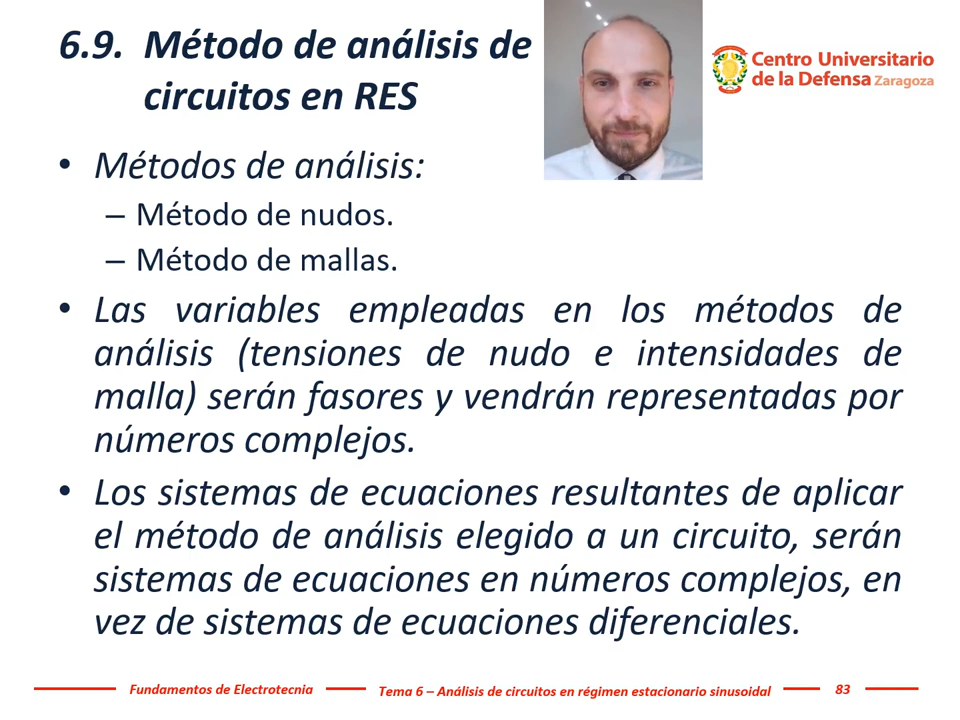 6.9. Método de análisis de
circuitos en RES
Centro Universitario
de la Defensa Zaragoza
• Métodos de análisis:
– Método de nudos.
– Método de mallas.
• Las variables empleadas en los métodos de
análisis (tensiones de nudo e intensidades de
malla) serán fasores y vendrán representadas por
números complejos.
• Los sistemas de ecuaciones resultantes de aplicar
el método de análisis elegido a un circuito, serán
sistemas de ecuaciones en números complejos, en
vez de sistemas de ecuaciones diferenciales.
Fundamentos de Electrotecnia Tema 6 – Análisis de circuitos en régimen estacionario sinusoidal 83